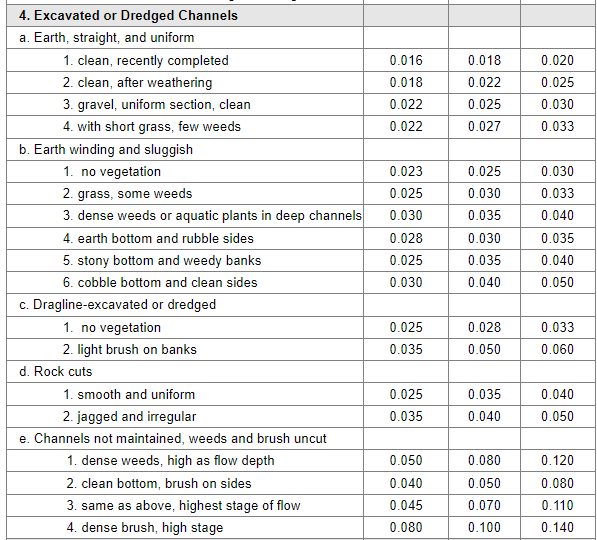 4. Excavated or Dredged Channels
a. Earth, straight, and uniform
1. clean, recently completed 0.016 0.018 0.020
2. clean, after weathering 0.018 0.022 0.025
3. gravel, uniform section, clean 0.022 0.025 0.030
4. with short grass, few weeds 0.022 0.027 0.033
b. Earth winding and sluggish
1. no vegetation 0.023 0.025 0.030
2. grass, some weeds 0.025 0.030 0.033
3. dense weeds or aquatic plants in deep channels 0.030 0.035 0.040
4. earth bottom and rubble sides 0.028 0.030 0.035
5. stony bottom and weedy banks 0.025 0.035 0.040
6. cobble bottom and clean sides 0.030 0.040 0.050
c. Dragline-excavated or dredged
1. no vegetation 0.025 0.028 0.033
2. light brush on banks 0.035 0.050 0.060
d. Rock cuts
1. smooth and uniform 0.025 0.035 0.040
2. jagged and irregular 0.035 0.040 0.050
e. Channels not maintained, weeds and brush uncut
1. dense weeds, high as flow depth 0.050 0.080 0.120
2. clean bottom, brush on sides 0.040 0.050 0.080
3. same as above, highest stage of flow 0.045 0.070 0.110
4. dense brush, high stage 0.080 0.100 0.140